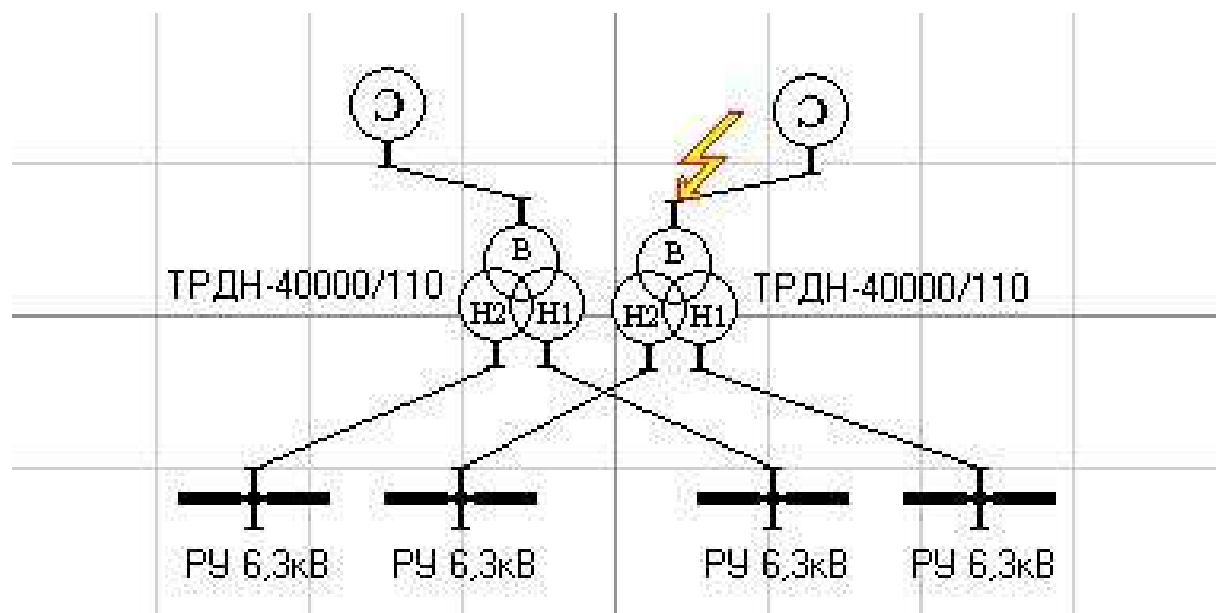 С С
В В
ТРДН-40000/110 ТРДН-40000/110
Н2 Н1 Н2 Н1
РУ 6,3кВ РУ 6,3кВ РУ 6,3кВ РУ 6,3кВ